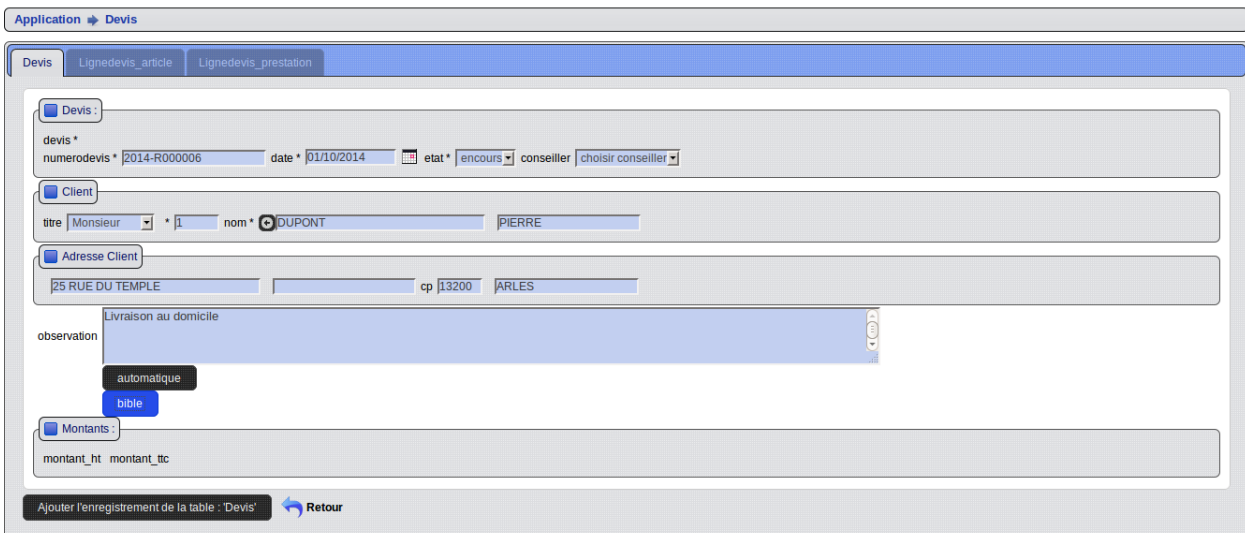 Application Devis
Devis Lignedevis_article Lignedevis_prestation
Devis :
devis *
numerodevis * 2014-R000006 date * 01/10/2014 etat * encours conseiller choisir conseiller
Client
titre Monsieur * 1 nom * DUPONT PIERRE
Adresse Client
25 RUE DU TEMPLE cp 13200 ARLES
Livraison au domicile
observation
automatique
bible
Montants :
montant_ht montant_ttc
Ajouter l'enregistrement de la table : 'Devis' Retour